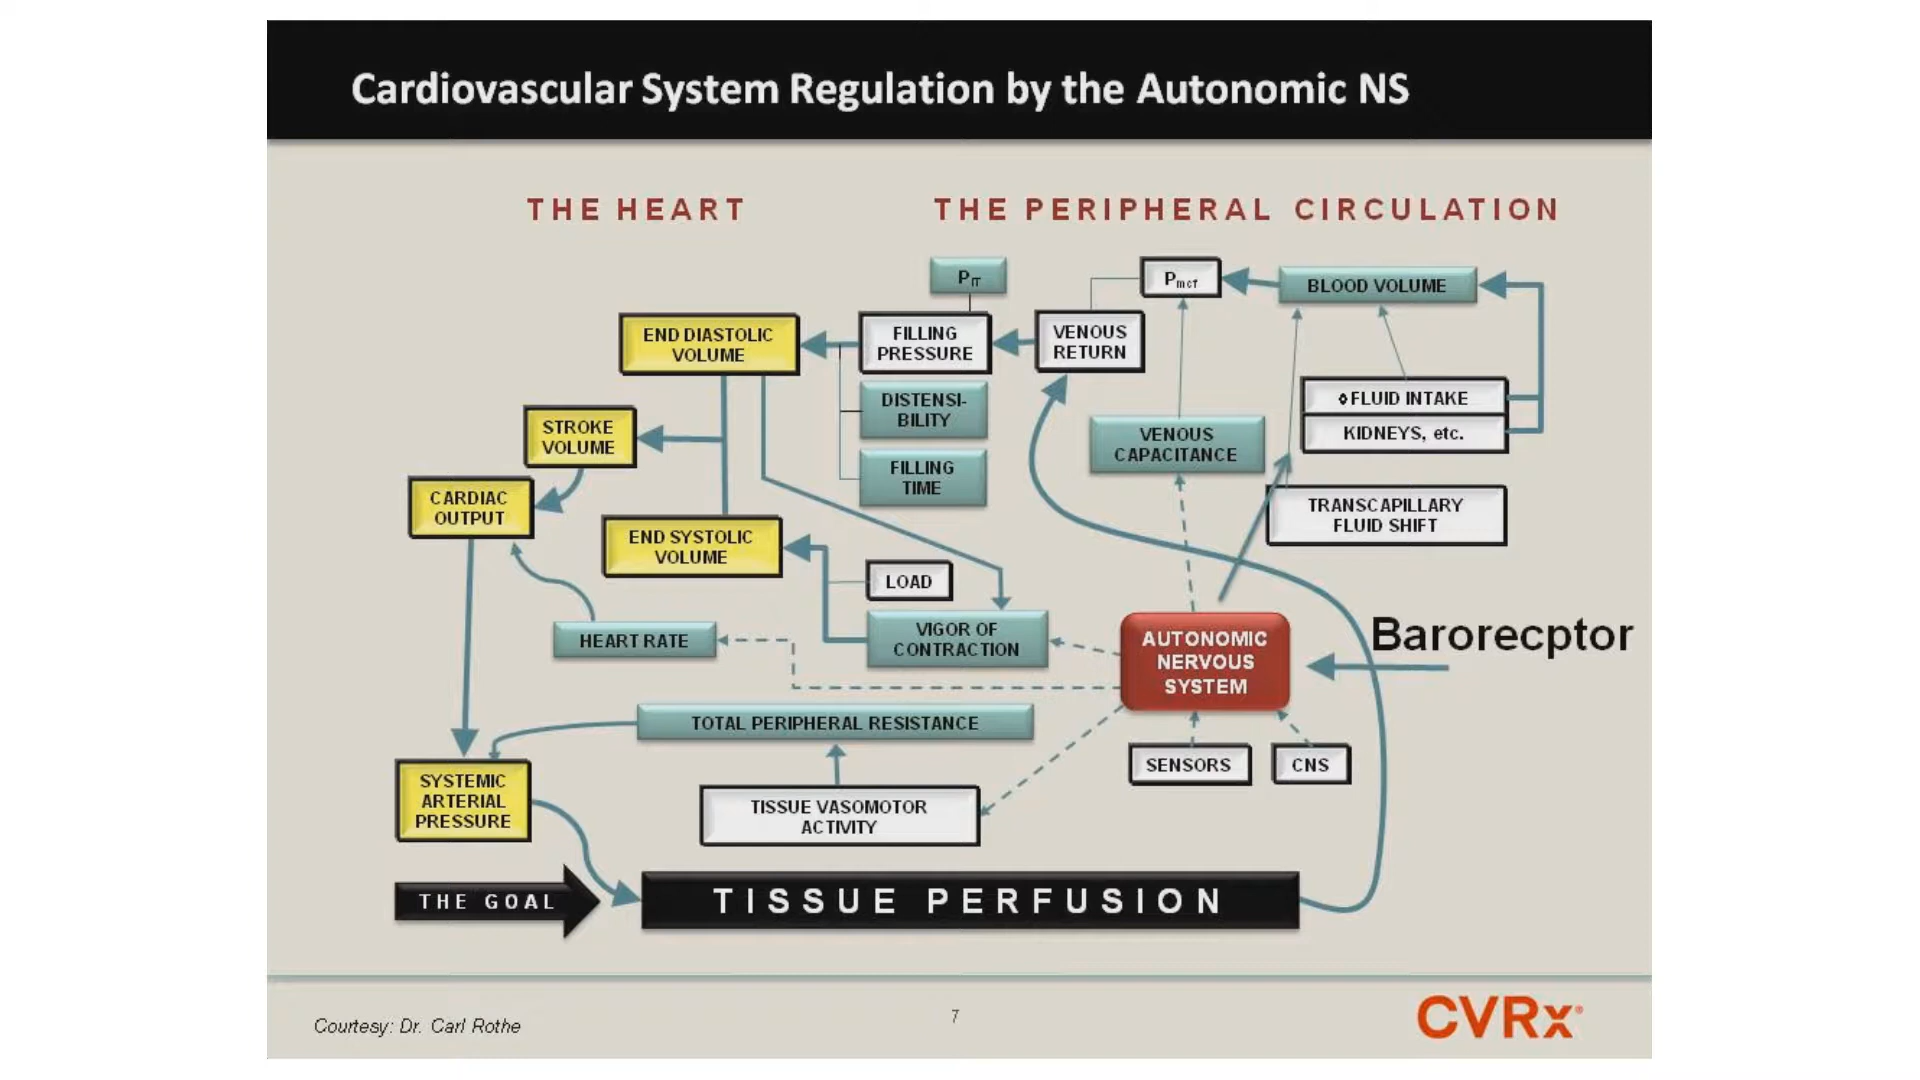 Cardiovascular System Regulation by the Autonomic NS
THE HEART
THE PERIPHERAL CIRCULATION
PIT
Pmcf
BLOOD VOLUME
END DIASTOLIC
VOLUME
FILLING
PRESSURE
VENOUS
RETURN
DISTENSI-
BILITY
◊FLUID INTAKE
KIDNEYS, etc.
STROKE
VOLUME
VENOUS
CAPACITANCE
FILLING
TIME
CARDIAC
OUTPUT
TRANSCAPILLARY
FLUID SHIFT
END SYSTOLIC
VOLUME
LOAD
HEART RATE
VIGOR OF
CONTRACTION
AUTONOMIC
NERVOUS
SYSTEM
Barorecptor
TOTAL PERIPHERAL RESISTANCE
SENSORS
CNS
SYSTEMIC
ARTERIAL
PRESSURE
TISSUE VASOMOTOR
ACTIVITY
THE GOAL
TISSUE PERFUSION
Courtesy: Dr. Carl Rothe
7
CVRx